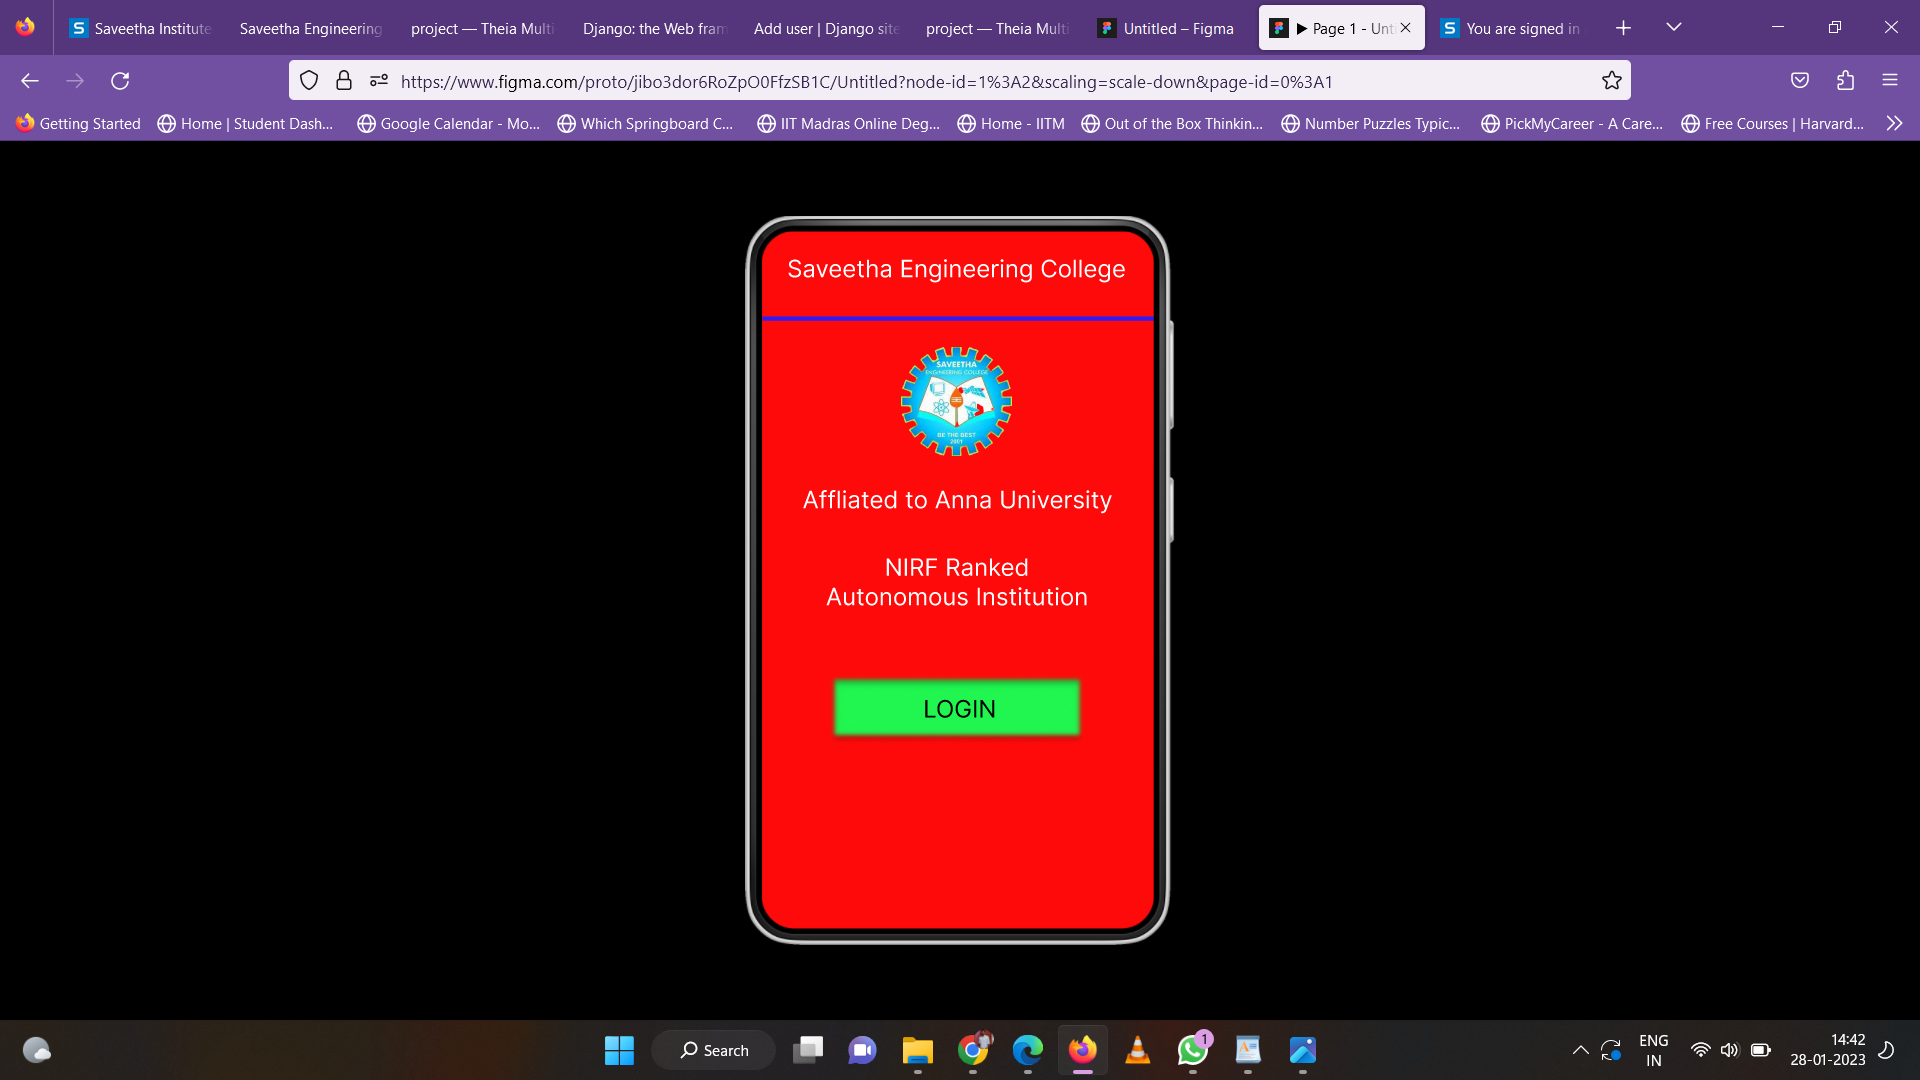 Saveetha Institute
Saveetha Engineering
project — Theia Multi
Django: the Web fram
Add user | Django site
project — Theia Multi
Untitled – Figma
Page 1 - Unti
You are signed in
https://www.figma.com/proto/jibo3dor6RoZpO0FfzSB1C/Untitled?node-id=1%3A2&scaling=scale-down&page-id=0%3A1
Getting Started
Home | Student Dash...
Google Calendar - Mo...
Which Springboard C...
IIT Madras Online Deg...
Home - IITM
Out of the Box Thinkin...
Number Puzzles Typic...
PickMyCareer - A Care...
Free Courses | Harvard...
Saveetha Engineering College
SAVEETHA
ENGINEERING COLLEGE
BE THE BEST
2001
Affliated to Anna University
NIRF Ranked
Autonomous Institution
LOGIN
Search
1
ENG
IN
14:42
28-01-2023